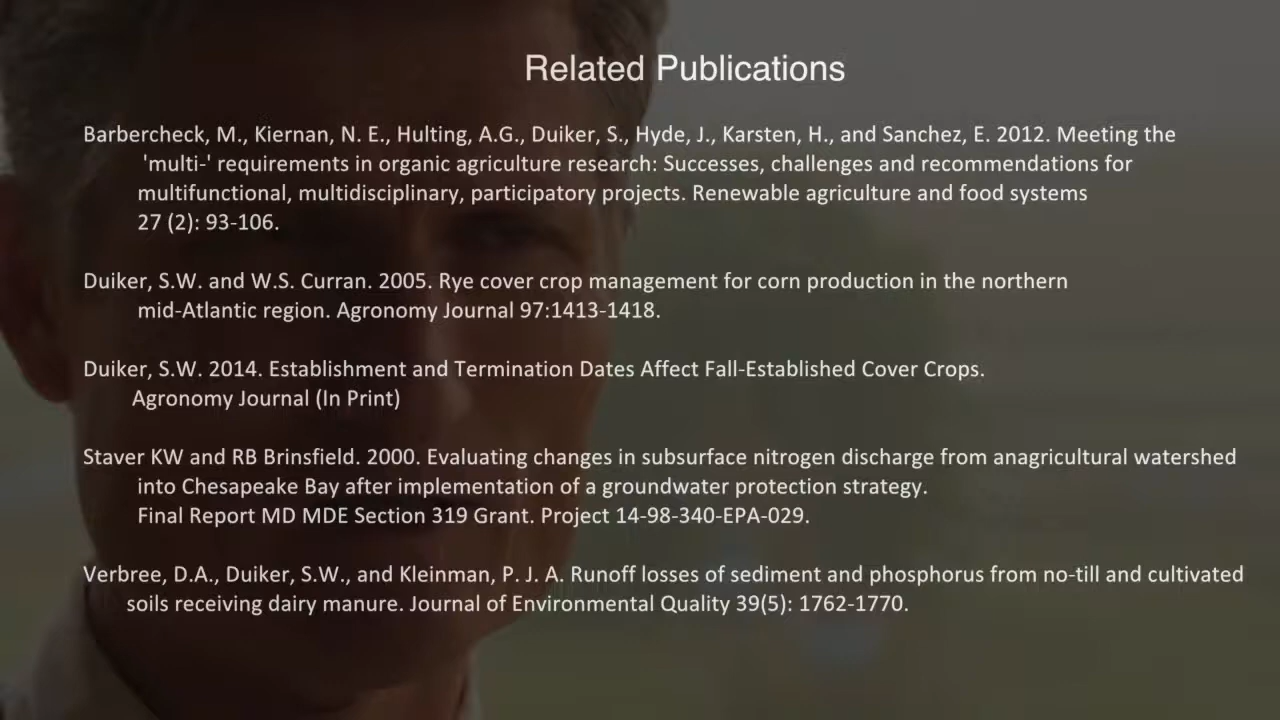 Related Publications
Barbercheck, M., Kiernan, N. E., Hulting, A.G., Duiker, S., Hyde, J., Karsten, H., and Sanchez, E. 2012. Meeting the
'multi-' requirements in organic agriculture research: Successes, challenges and recommendations for
multifunctional, multidisciplinary, participatory projects. Renewable agriculture and food systems
27 (2): 93-106.
Duiker, S.W. and W.S. Curran. 2005. Rye cover crop management for corn production in the northern
mid-Atlantic region. Agronomy Journal 97:1413-1418.
Duiker, S.W. 2014. Establishment and Termination Dates Affect Fall-Established Cover Crops.
Agronomy Journal (In Print)
Staver KW and RB Brinsfield. 2000. Evaluating changes in subsurface nitrogen discharge from anagricultural watershed
into Chesapeake Bay after implementation of a groundwater protection strategy.
Final Report MD MDE Section 319 Grant. Project 14-98-340-EPA-029.
Verbree, D.A., Duiker, S.W., and Kleinman, P. J. A. Runoff losses of sediment and phosphorus from no-till and cultivated
soils receiving dairy manure. Journal of Environmental Quality 39(5): 1762-1770.